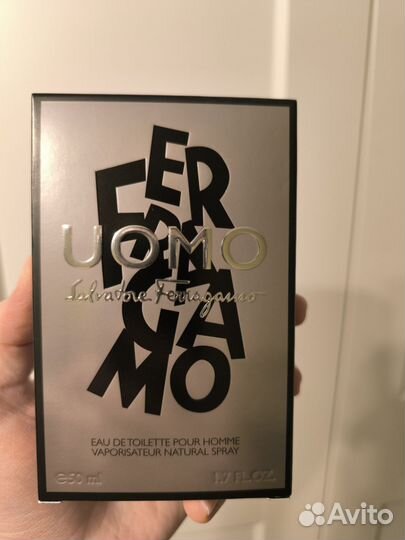 FERRAGAMO
UOMO
Salvatore Ferragamo
EAU DE TOILETTE POUR HOMME
VAPORISATEUR NATURAL SPRAY
℮50 ml 1.7 FL.OZ.
Avito